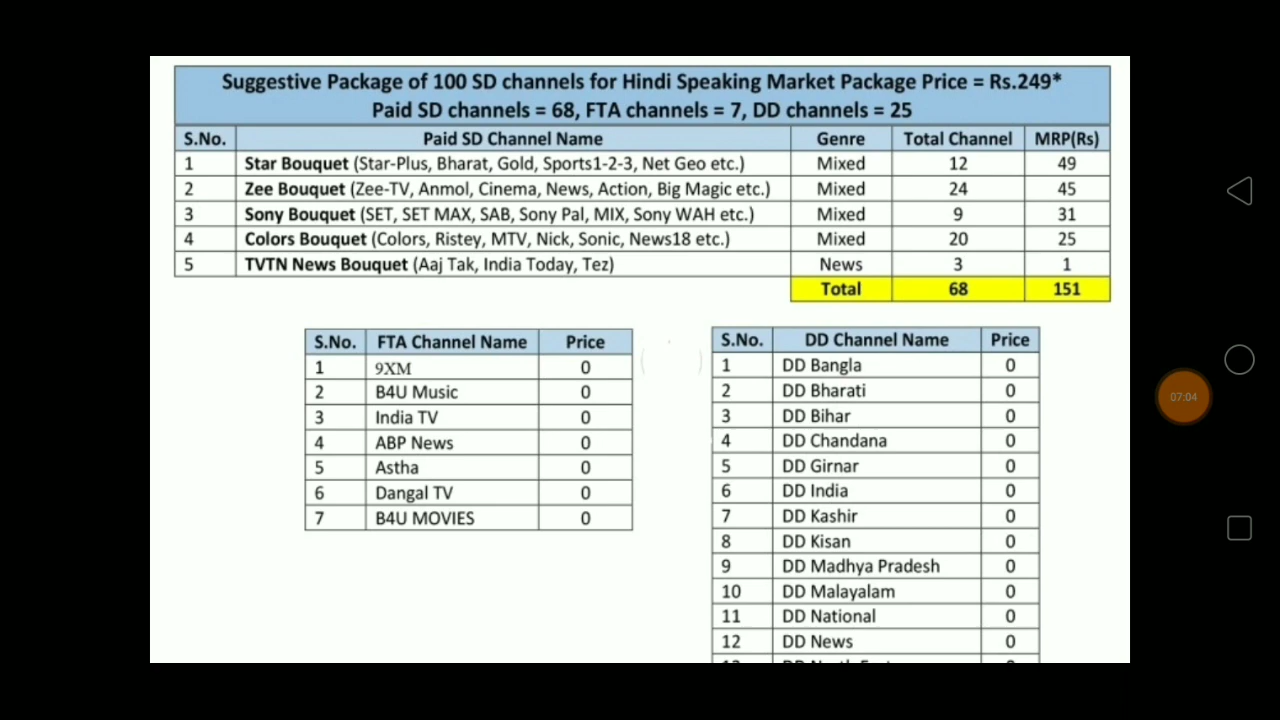 Suggestive Package of 100 SD channels for Hindi Speaking Market Package Price = Rs.249*
Paid SD channels = 68, FTA channels = 7, DD channels = 25
S.No. Paid SD Channel Name Genre Total Channel MRP(Rs)
1 Star Bouquet (Star-Plus, Bharat, Gold, Sports1-2-3, Net Geo etc.) Mixed 12 49
2 Zee Bouquet (Zee-TV, Anmol, Cinema, News, Action, Big Magic etc.) Mixed 24 45
3 Sony Bouquet (SET, SET MAX, SAB, Sony Pal, MIX, Sony WAH etc.) Mixed 9 31
4 Colors Bouquet (Colors, Ristey, MTV, Nick, Sonic, News18 etc.) Mixed 20 25
5 TVTN News Bouquet (Aaj Tak, India Today, Tez) News 3 1
Total 68 151
S.No. FTA Channel Name Price
1 9XM 0
2 B4U Music 0
3 India TV 0
4 ABP News 0
5 Astha 0
6 Dangal TV 0
7 B4U MOVIES 0
S.No. DD Channel Name Price
1 DD Bangla 0
2 DD Bharati 0
3 DD Bihar 0
4 DD Chandana 0
5 DD Girnar 0
6 DD India 0
7 DD Kashir 0
8 DD Kisan 0
9 DD Madhya Pradesh 0
10 DD Malayalam 0
11 DD National 0
12 DD News 0
07:04